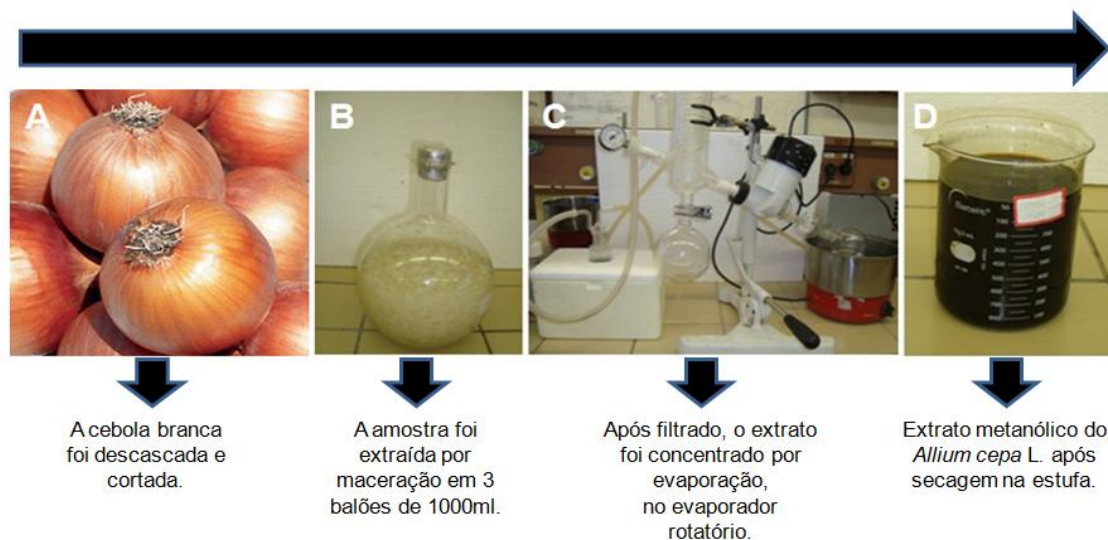 A
B
C
D
A cebola branca
foi descascada e
cortada.
A amostra foi
extraída por
maceração em 3
balões de 1000ml.
Após filtrado, o extrato
foi concentrado por
evaporação,
no evaporador
rotatório.
Extrato metanólico do
Allium cepa L. após
secagem na estufa.